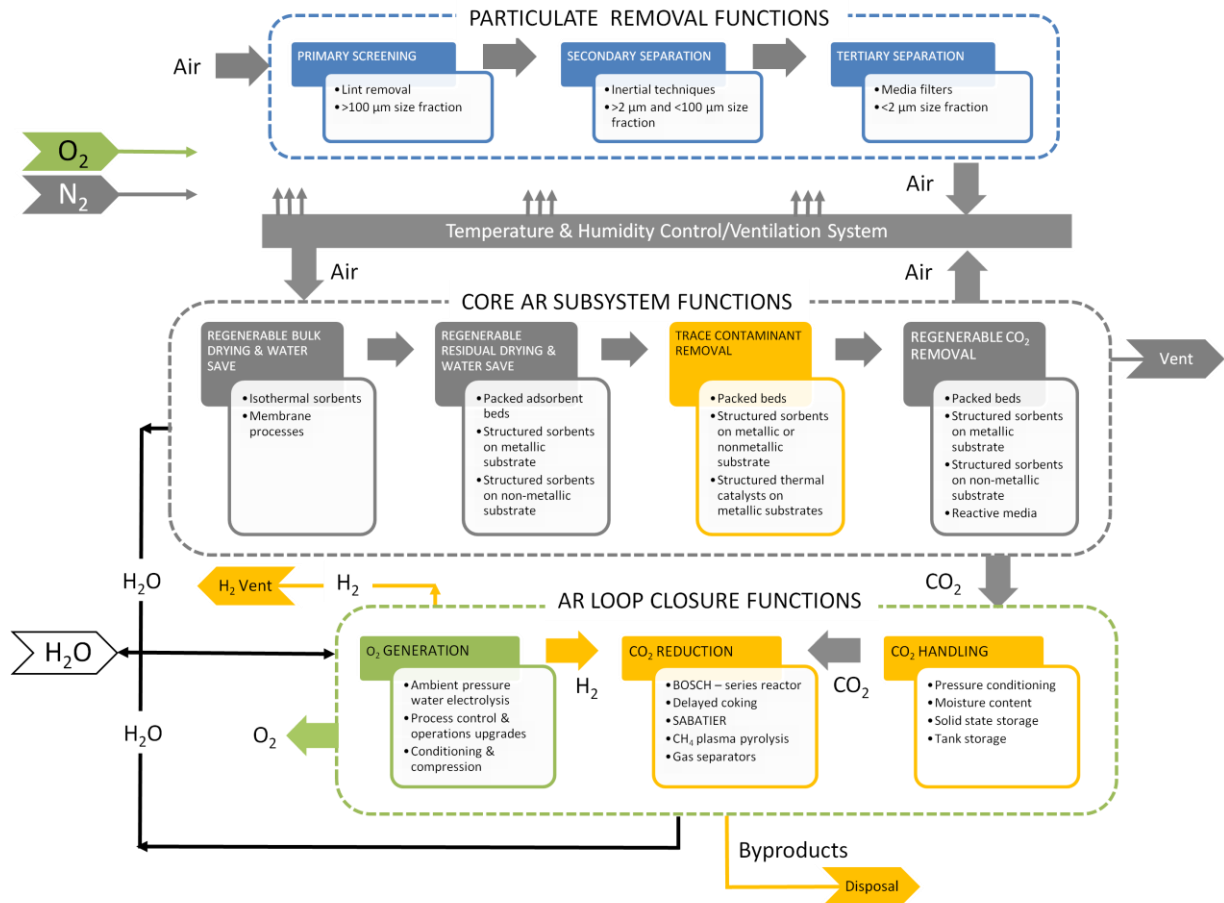 PARTICULATE REMOVAL FUNCTIONS
Air
PRIMARY SCREENING
•Lint removal
•>100 µm size fraction
SECONDARY SEPARATION
•Inertial techniques
•>2 µm and <100 µm size
fraction
TERTIARY SEPARATION
•Media filters
•<2 µm size fraction
O₂
N₂
Air
Temperature & Humidity Control/Ventilation System
Air
Air
CORE AR SUBSYSTEM FUNCTIONS
REGENERABLE BULK
DRYING & WATER
SAVE
•Isothermal sorbents
•Membrane
processes
REGENERABLE
RESIDUAL DRYING &
WATER SAVE
•Packed adsorbent
beds
•Structured sorbents
on metallic
substrate
•Structured sorbents
on non-metallic
substrate
TRACE CONTAMINANT
REMOVAL
•Packed beds
•Structured sorbents
on metallic or
nonmetallic
substrate
•Structured thermal
catalysts on
metallic substrates
REGENERABLE CO₂
REMOVAL
•Packed beds
•Structured sorbents
on metallic
substrate
•Structured sorbents
on non-metallic
substrate
•Reactive media
Vent
H₂O
H₂ Vent
H₂
CO₂
AR LOOP CLOSURE FUNCTIONS
H₂O
O₂ GENERATION
•Ambient pressure
water electrolysis
•Process control &
operations upgrades
•Conditioning &
compression
H₂
CO₂ REDUCTION
•BOSCH – series reactor
•Delayed coking
•SABATIER
•CH₄ plasma pyrolysis
•Gas separators
CO₂
CO₂ HANDLING
•Pressure conditioning
•Moisture content
•Solid state storage
•Tank storage
H₂O
O₂
Byproducts
Disposal